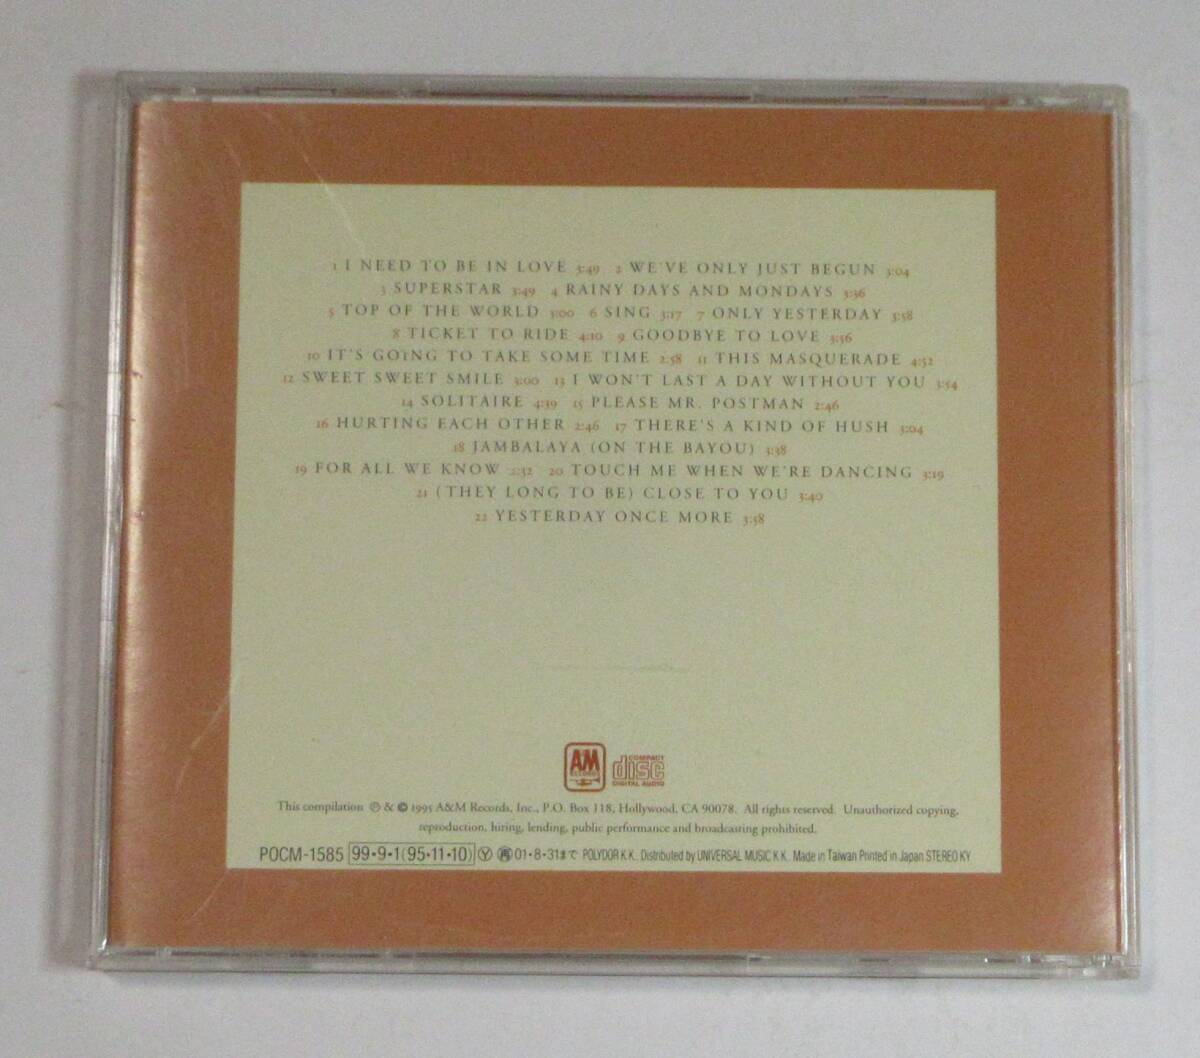 1 I NEED TO BE IN LOVE 3:49 2 WE'VE ONLY JUST BEGUN 3:04
3 SUPERSTAR 3:49 4 RAINY DAYS AND MONDAYS 3:36
5 TOP OF THE WORLD 3:00 6 SING 3:17 7 ONLY YESTERDAY 3:58
8 TICKET TO RIDE 4:10 9 GOODBYE TO LOVE 3:56
10 IT'S GOING TO TAKE SOME TIME 2:58 11 THIS MASQUERADE 4:52
12 SWEET SWEET SMILE 3:00 13 I WON'T LAST A DAY WITHOUT YOU 3:54
14 SOLITAIRE 4:39 15 PLEASE MR. POSTMAN 2:46
16 HURTING EACH OTHER 2:46 17 THERE'S A KIND OF HUSH 3:04
18 JAMBALAYA (ON THE BAYOU) 3:38
19 FOR ALL WE KNOW 2:32 20 TOUCH ME WHEN WE'RE DANCING 3:19
21 (THEY LONG TO BE) CLOSE TO YOU 3:40
22 YESTERDAY ONCE MORE 3:58
A&M RECORDS
COMPACT disc DIGITAL AUDIO
This compilation ℗ & © 1995 A&M Records, Inc., P.O. Box 118, Hollywood, CA 90078. All rights reserved. Unauthorized copying,
reproduction, hiring, lending, public performance and broadcasting prohibited.
POCM-1585 99・9・1(95・11・10) Ⓨ 再 01・8・31まで POLYDOR K.K. Distributed by UNIVERSAL MUSIC K.K. Made in Taiwan Printed in Japan STEREO KY